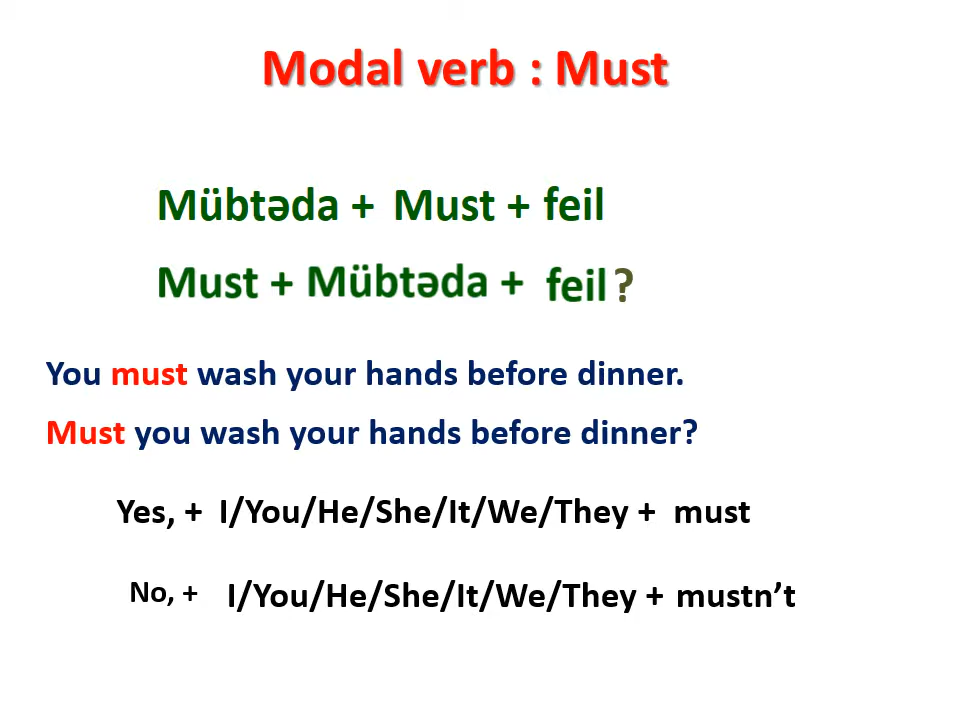 Modal verb : Must
Mübtəda + Must + feil
Must + Mübtəda + feil ?
You must wash your hands before dinner.
Must you wash your hands before dinner?
Yes, + I/You/He/She/It/We/They + must
No, + I/You/He/She/It/We/They + mustn’t